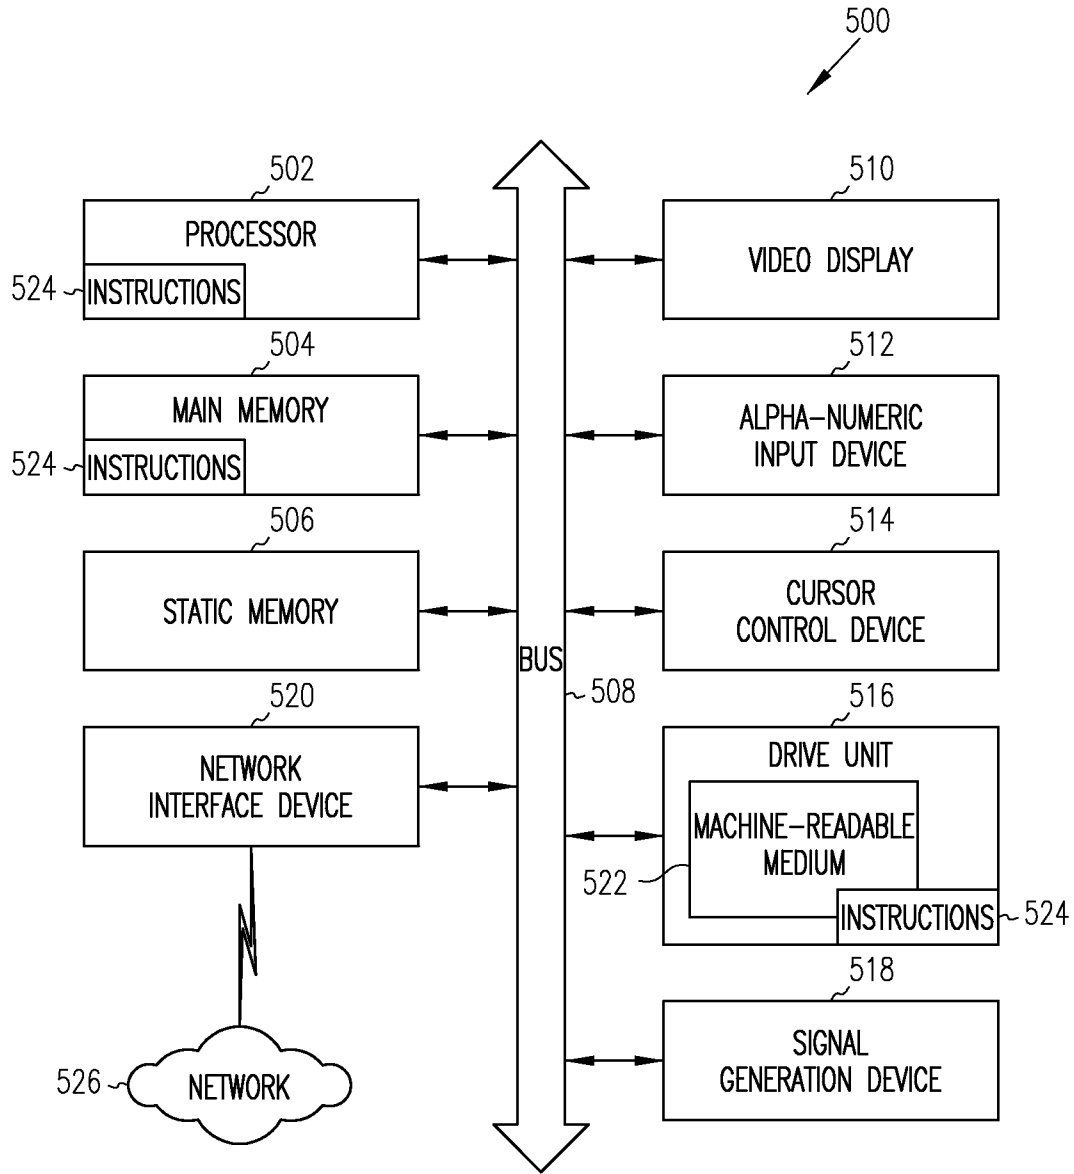 500
502
PROCESSOR
524
INSTRUCTIONS
504
MAIN MEMORY
524
INSTRUCTIONS
506
STATIC MEMORY
520
NETWORK
INTERFACE DEVICE
526
NETWORK
BUS
508
510
VIDEO DISPLAY
512
ALPHA-NUMERIC
INPUT DEVICE
514
CURSOR
CONTROL DEVICE
516
DRIVE UNIT
MACHINE-READABLE
MEDIUM
522
INSTRUCTIONS
524
518
SIGNAL
GENERATION DEVICE